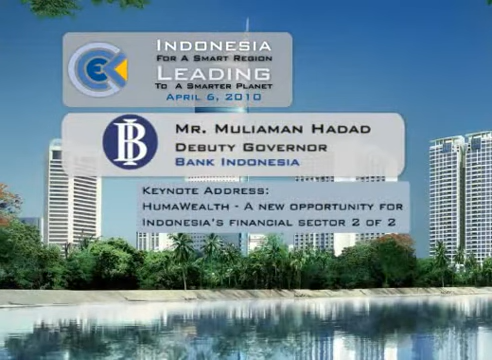 INDONESIA
FOR A SMART REGION
LEADING
TO A SMARTER PLANET
APRIL 6, 2010
MR. MULIAMAN HADAD
DEBUTY GOVERNOR
BANK INDONESIA
KEYNOTE ADDRESS:
HUMAWEALTH - A NEW OPPORTUNITY FOR
INDONESIA'S FINANCIAL SECTOR 2 OF 2